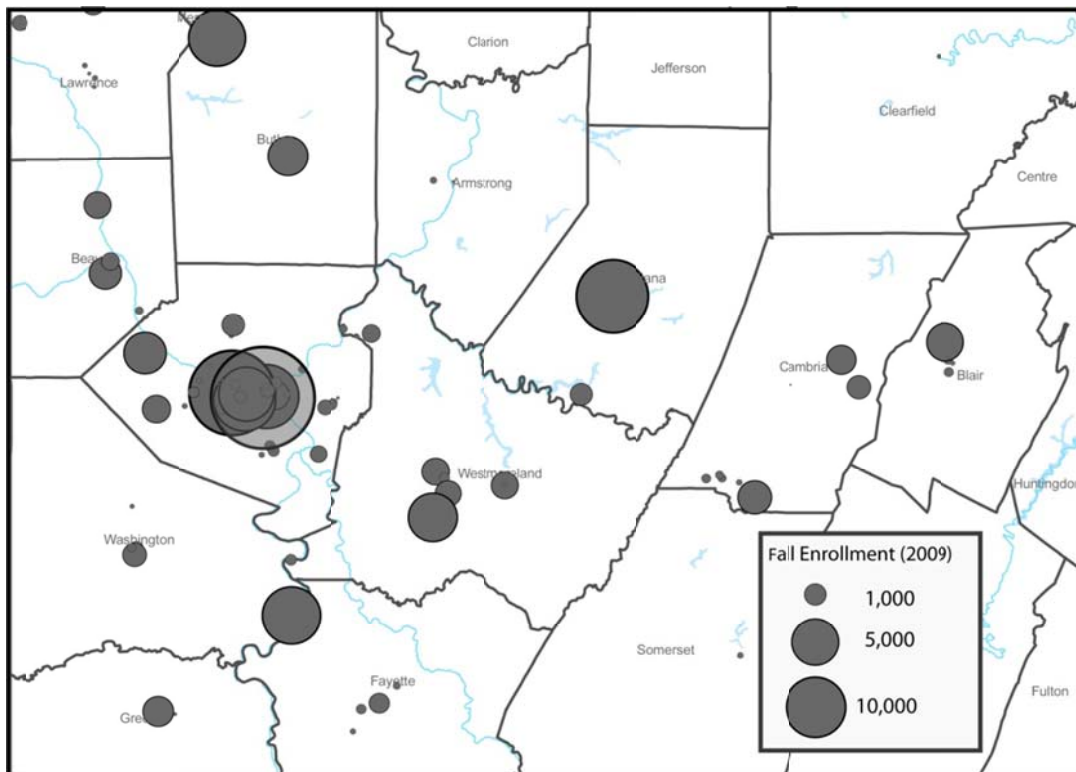 Clarion
Jefferson
Lawrence
Clearfield
Armstrong
Centre
Cambria
Blair
Huntingdon
Washington
Fall Enrollment (2009)
1,000
5,000
10,000
Somerset
Fayette
Fulton